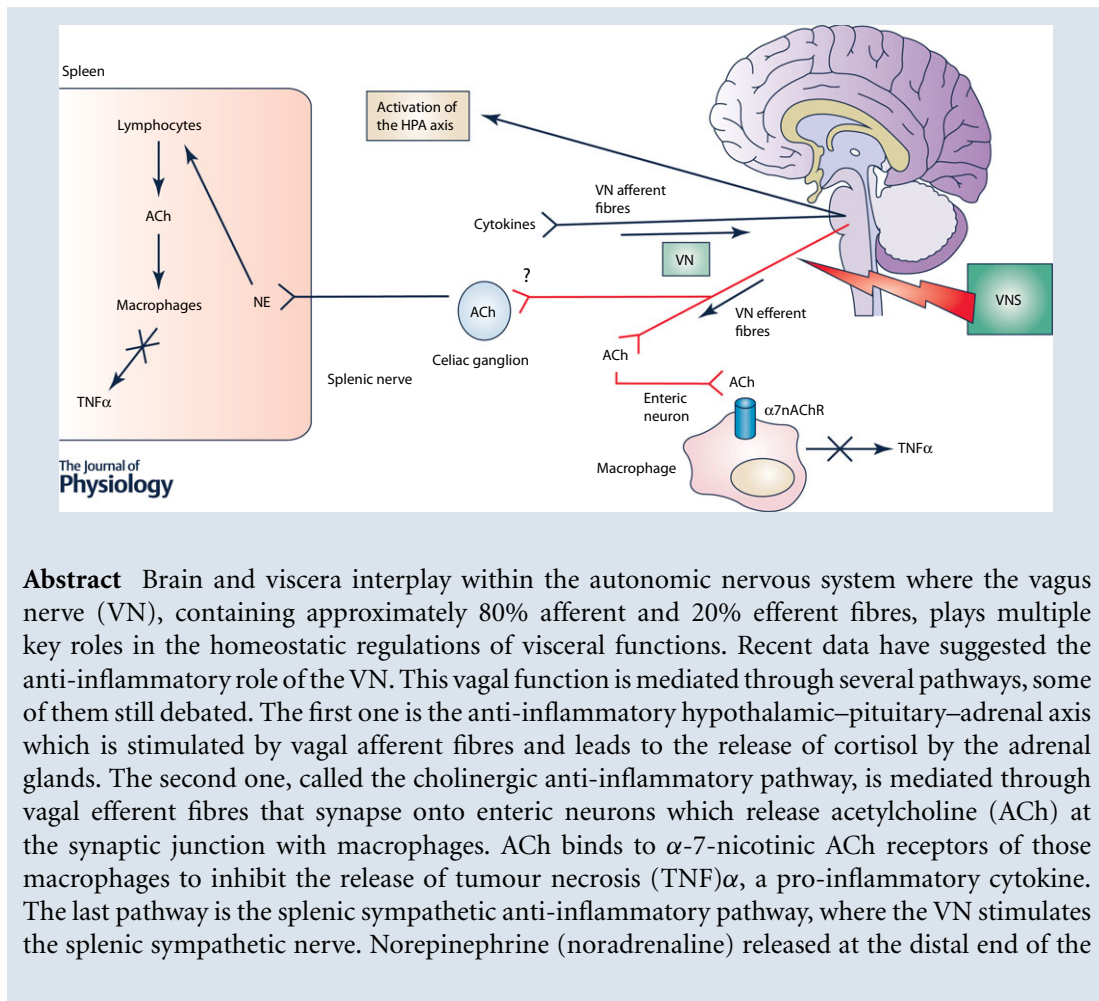 Spleen
Lymphocytes
ACh
Macrophages
TNFα
NE
Splenic nerve
Activation of
the HPA axis
Cytokines
VN afferent
fibres
VN
?
ACh
Celiac ganglion
VN efferent
fibres
VNS
ACh
Enteric
neuron
ACh
α7nAChR
Macrophage
TNFα
The Journal of
Physiology
Abstract Brain and viscera interplay within the autonomic nervous system where the vagus
nerve (VN), containing approximately 80% afferent and 20% efferent fibres, plays multiple
key roles in the homeostatic regulations of visceral functions. Recent data have suggested the
anti-inflammatory role of the VN. This vagal function is mediated through several pathways, some
of them still debated. The first one is the anti-inflammatory hypothalamic–pituitary–adrenal axis
which is stimulated by vagal afferent fibres and leads to the release of cortisol by the adrenal
glands. The second one, called the cholinergic anti-inflammatory pathway, is mediated through
vagal efferent fibres that synapse onto enteric neurons which release acetylcholine (ACh) at
the synaptic junction with macrophages. ACh binds to α-7-nicotinic ACh receptors of those
macrophages to inhibit the release of tumour necrosis (TNF)α, a pro-inflammatory cytokine.
The last pathway is the splenic sympathetic anti-inflammatory pathway, where the VN stimulates
the splenic sympathetic nerve. Norepinephrine (noradrenaline) released at the distal end of the